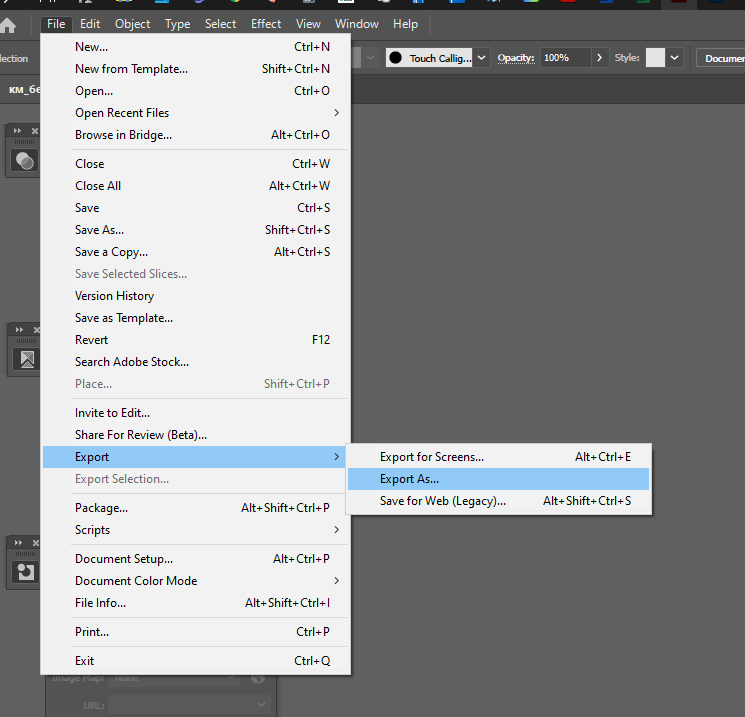 File Edit Object Type Select Effect View Window Help
lection
Touch Callig... Opacity: 100% Style: Documen
км_бе
New... Ctrl+N
New from Template... Shift+Ctrl+N
Open... Ctrl+O
Open Recent Files
Browse in Bridge... Alt+Ctrl+O
Close Ctrl+W
Close All Alt+Ctrl+W
Save Ctrl+S
Save As... Shift+Ctrl+S
Save a Copy... Alt+Ctrl+S
Save Selected Slices...
Version History
Save as Template...
Revert F12
Search Adobe Stock...
Place... Shift+Ctrl+P
Invite to Edit...
Share For Review (Beta)...
Export
Export for Screens... Alt+Ctrl+E
Export As...
Save for Web (Legacy)... Alt+Shift+Ctrl+S
Export Selection...
Package... Alt+Shift+Ctrl+P
Scripts
Document Setup... Alt+Ctrl+P
Document Color Mode
File Info... Alt+Shift+Ctrl+I
Print... Ctrl+P
Exit Ctrl+Q
Image Map: None
URL: